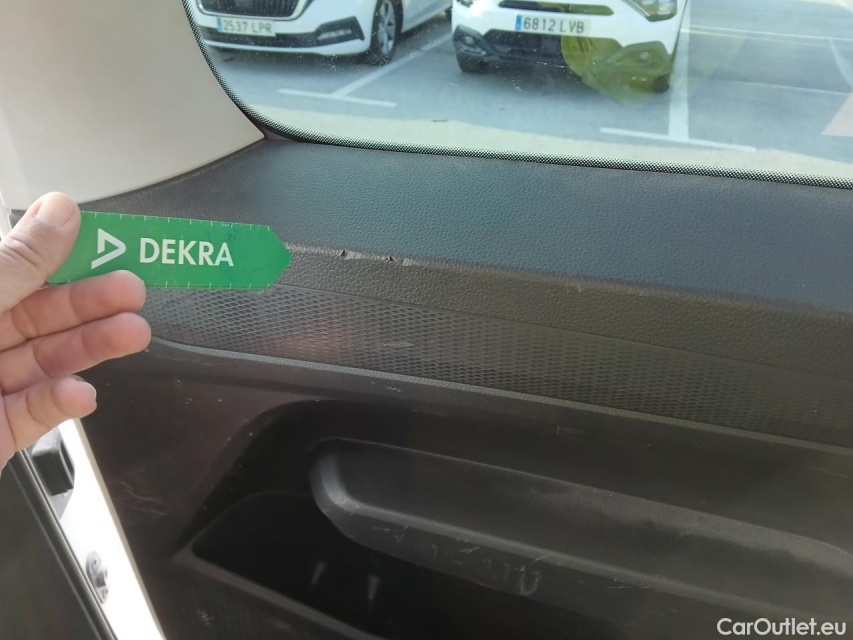 2537 LPR
6812 LVB
DEKRA
CarOutlet.eu